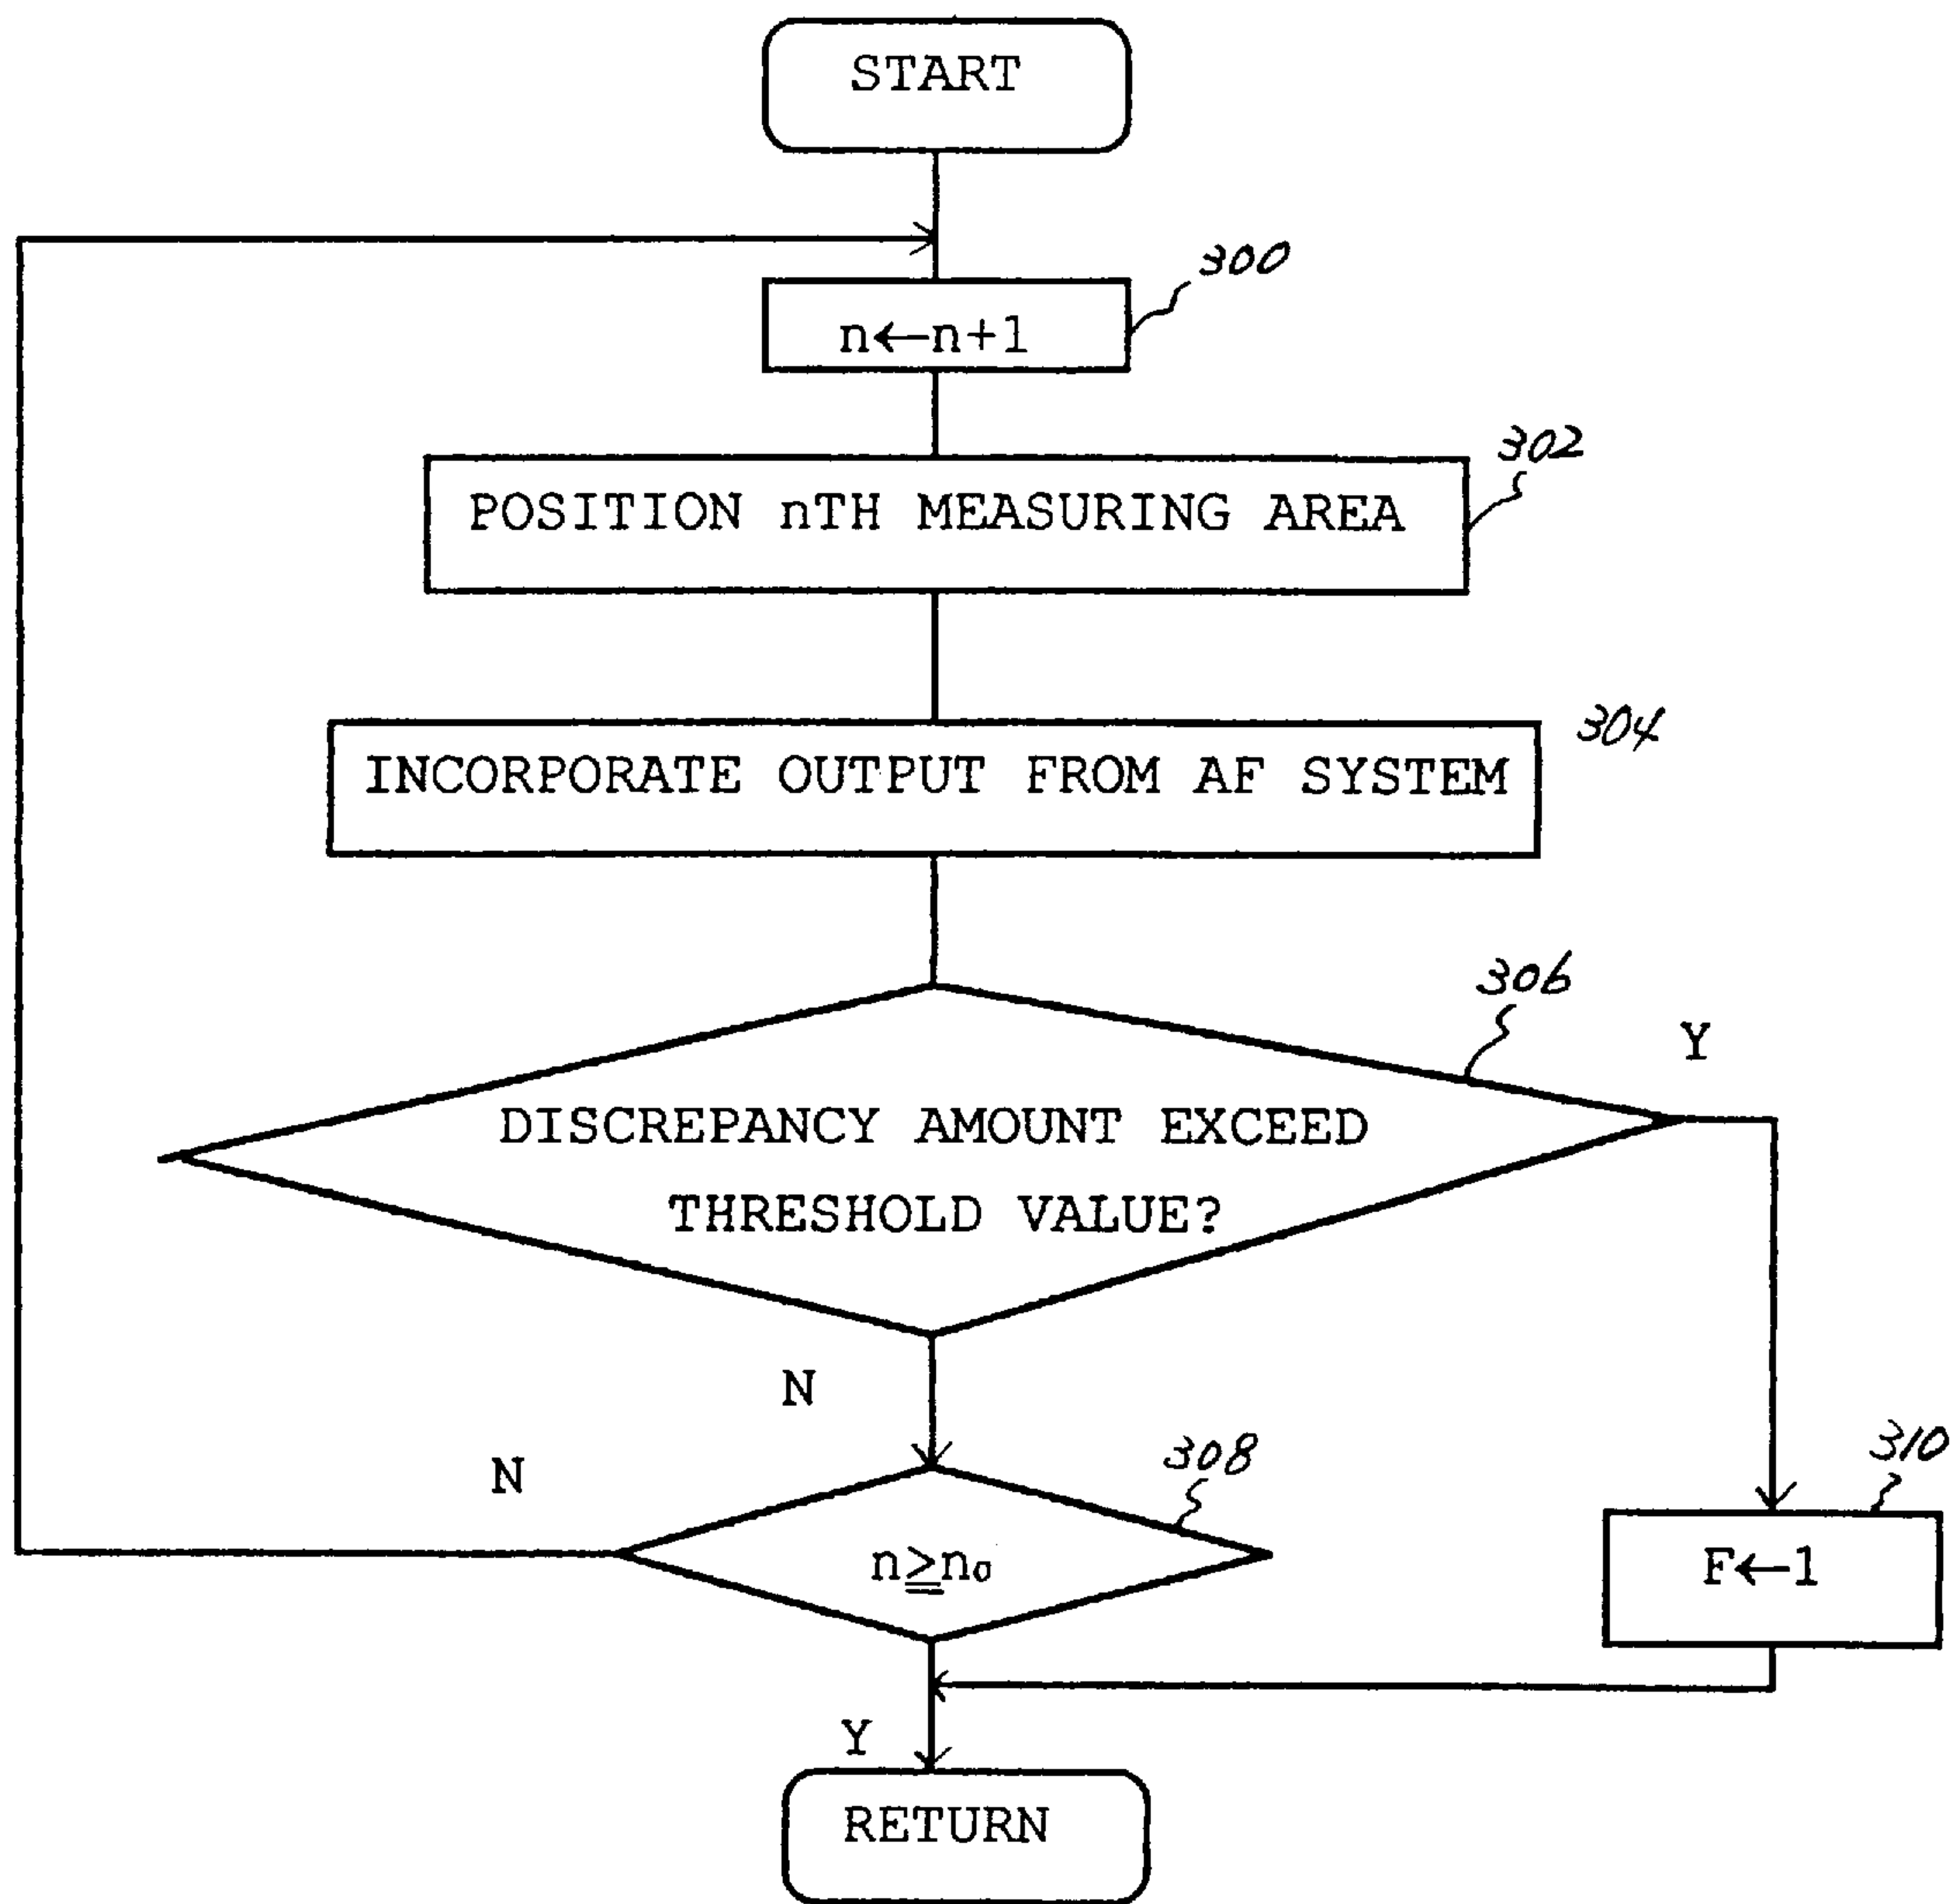 START
300
n←n+1
302
POSITION nTH MEASURING AREA
304
INCORPORATE OUTPUT FROM AF SYSTEM
306
Y
DISCREPANCY AMOUNT EXCEED
THRESHOLD VALUE?
N
308
N
310
n≧n₀
F←1
Y
RETURN